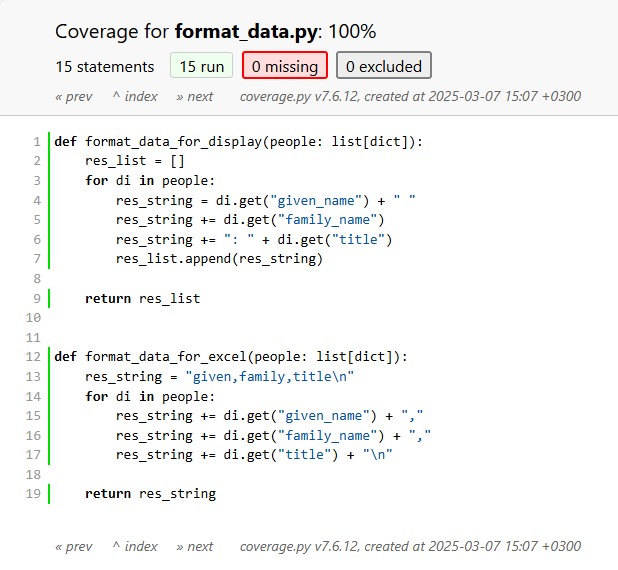 Coverage for format_data.py: 100%
15 statements 15 run 0 missing 0 excluded
« prev ^ index » next coverage.py v7.6.12, created at 2025-03-07 15:07 +0300
1 def format_data_for_display(people: list[dict]):
2     res_list = []
3     for di in people:
4         res_string = di.get("given_name") + " "
5         res_string += di.get("family_name")
6         res_string += ": " + di.get("title")
7         res_list.append(res_string)
8
9     return res_list
10
11
12 def format_data_for_excel(people: list[dict]):
13     res_string = "given,family,title\n"
14     for di in people:
15         res_string += di.get("given_name") + ","
16         res_string += di.get("family_name") + ","
17         res_string += di.get("title") + "\n"
18
19     return res_string
« prev ^ index » next coverage.py v7.6.12, created at 2025-03-07 15:07 +0300